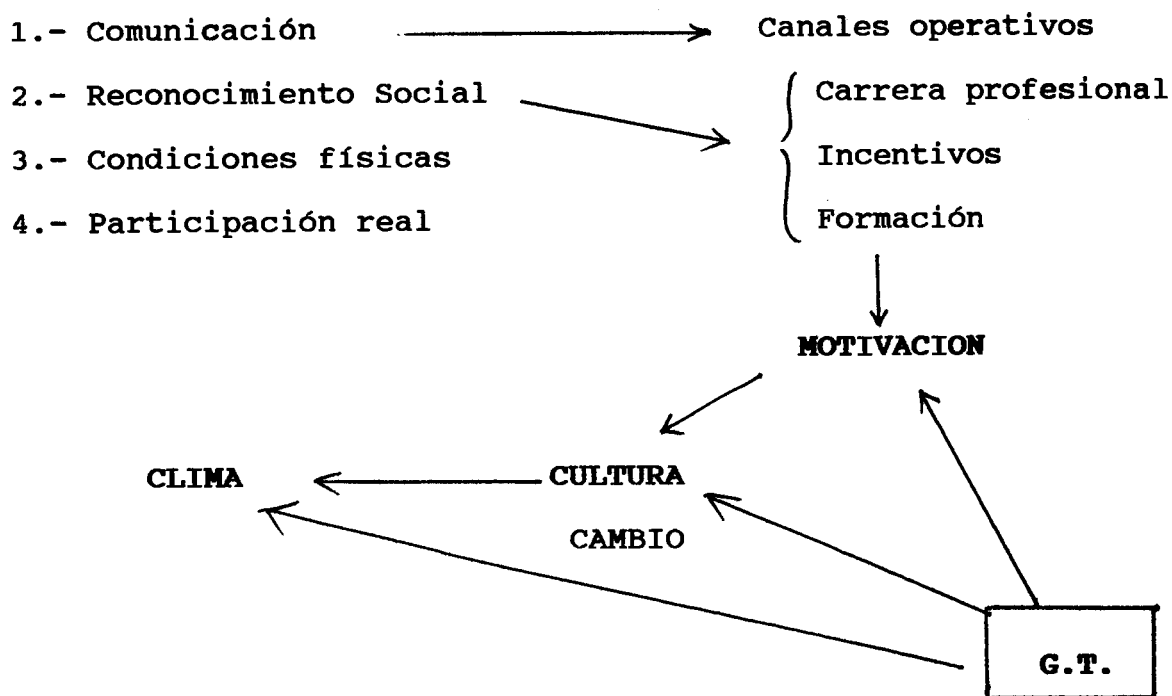 1.- Comunicación Canales operativos
2.- Reconocimiento Social Carrera profesional
3.- Condiciones físicas Incentivos
4.- Participación real Formación
MOTIVACION
CLIMA CULTURA
CAMBIO
G.T.